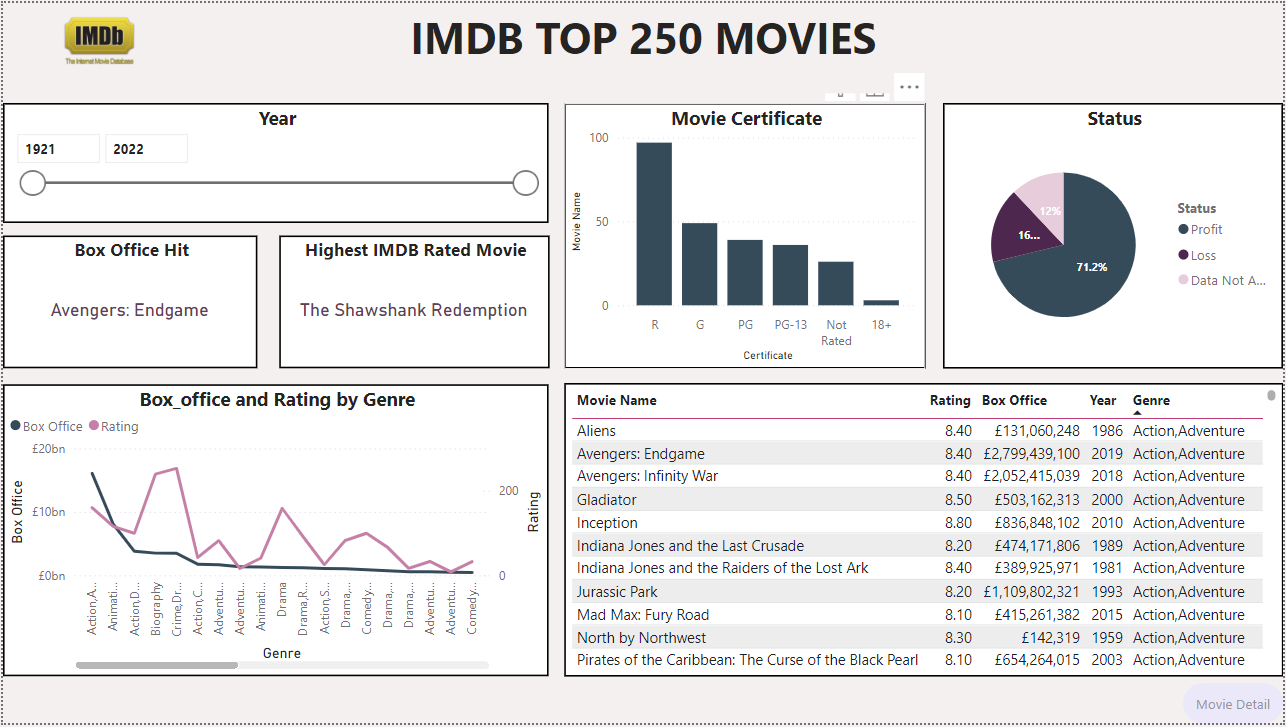 IMDb
The Internet Movie Database
IMDB TOP 250 MOVIES
Year
1921 2022
Movie Certificate
Movie Name
100
50
0
R G PG PG-13 Not Rated 18+
Certificate
Status
12%
16...
71.2%
Status
Profit
Loss
Data Not A...
Box Office Hit
Avengers: Endgame
Highest IMDB Rated Movie
The Shawshank Redemption
Box_office and Rating by Genre
Box Office Rating
Box Office
£20bn
£10bn
£0bn
200
0
Rating
Action,A...
Animati...
Action,D...
Biography
Crime,Dr...
Action,C...
Adventu...
Adventu...
Animati...
Drama
Drama,R...
Action,S...
Drama...
Comedy...
Drama...
Drama...
Adventu...
Adventu...
Comedy...
Genre
Movie Name Rating Box Office Year Genre
Aliens 8.40 £131,060,248 1986 Action,Adventure
Avengers: Endgame 8.40 £2,799,439,100 2019 Action,Adventure
Avengers: Infinity War 8.40 £2,052,415,039 2018 Action,Adventure
Gladiator 8.50 £503,162,313 2000 Action,Adventure
Inception 8.80 £836,848,102 2010 Action,Adventure
Indiana Jones and the Last Crusade 8.20 £474,171,806 1989 Action,Adventure
Indiana Jones and the Raiders of the Lost Ark 8.40 £389,925,971 1981 Action,Adventure
Jurassic Park 8.20 £1,109,802,321 1993 Action,Adventure
Mad Max: Fury Road 8.10 £415,261,382 2015 Action,Adventure
North by Northwest 8.30 £142,319 1959 Action,Adventure
Pirates of the Caribbean: The Curse of the Black Pearl 8.10 £654,264,015 2003 Action,Adventure
Movie Detail